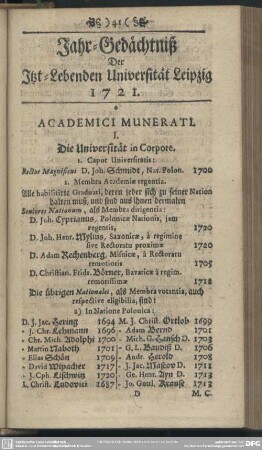 ) 41 (
Jahr-Gedächtniß
Der
Jtzt-Lebenden Universität Leipzig
1721.
ACADEMICI MUNERATI.
I.
Die Universität in Corpore.
1. Caput Universitatis:
Rector Magnificus D. Joh. Schmidt, Nat. Polon. 1700
2. Membra Academiæ regentia.
Alle habilitirte Graduati, deren jeder sich zu seiner Nation
halten muß, und sind aus ihnen dermalen
Seniores Nationum, als Membra dirigentia:
D. Joh. Cyprianus, Polonicæ Nationis, jam
regentis, 1720
D. Joh. Henr. Mylius, Saxonicæ, à regimine
sive Rectoratu proximæ 1720
D. Adam Rechenberg, Misnicæ, à Rectoratu
remotioris 1705
D. Christian. Fridr. Börner, Bavaricæ à regim.
remotissimæ 1718
Die übrigen Nationales, als Membra votantia, auch
respective eligibilia, sind:
a) In Natione Polonica:
D. J. Jac. Hering 1694
- J. Chr. Lehmann 1696
- Chr. Mich. Adolphi 1700
- Martin Naboth 1701
- Elias Schön 1709
- David Wipacher 1717
- J. Cph. Lischwitz 1720
L. Christ. Ludovici 1687
M. J. Christ. Ortlob 1699
- Adam Bernd 1701
- Mich. G. Hansch D. 1703
- G. L. Baudiß D. 1706
- Andr. Harold 1708
- J. Jac. Mascov D. 1711
- Ge. Henr. Ayr D. 1713
- Jo. Gottl. Krause 1713
D M. C.